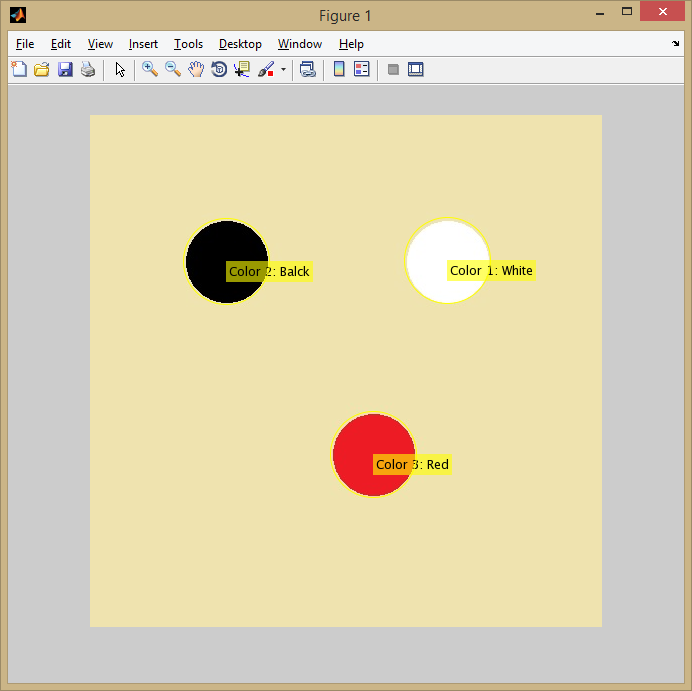 Figure 1
File Edit View Insert Tools Desktop Window Help
Color 2: Balck
Color 1: White
Color 3: Red